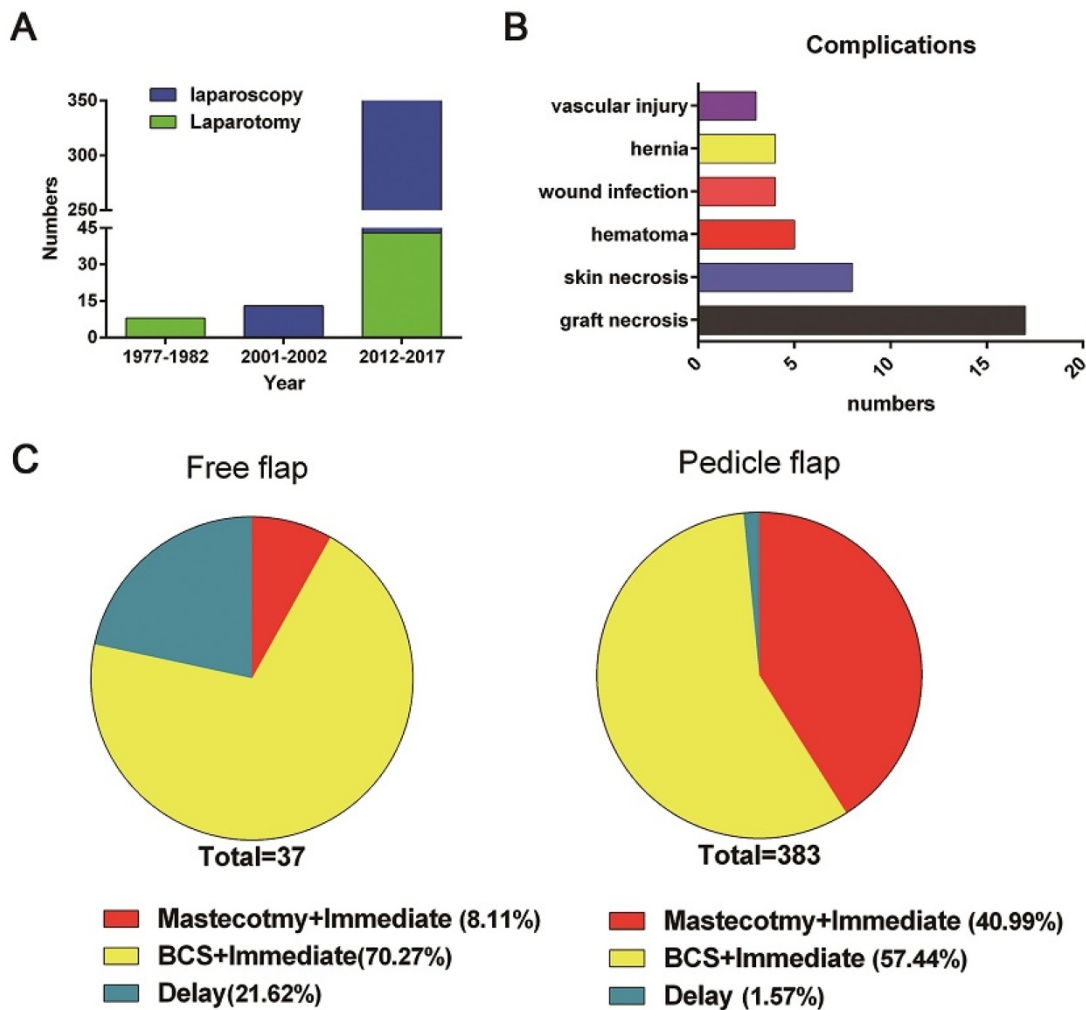 A
laparoscopy
Laparotomy
Numbers
350
300
250
45
30
15
0
1977-1982
2001-2002
2012-2017
Year
B
Complications
vascular injury
hernia
wound infection
hematoma
skin necrosis
graft necrosis
0
5
10
15
20
numbers
C
Free flap
Total=37
Mastecotmy+Immediate (8.11%)
BCS+Immediate(70.27%)
Delay(21.62%)
Pedicle flap
Total=383
Mastecotmy+Immediate (40.99%)
BCS+Immediate (57.44%)
Delay (1.57%)